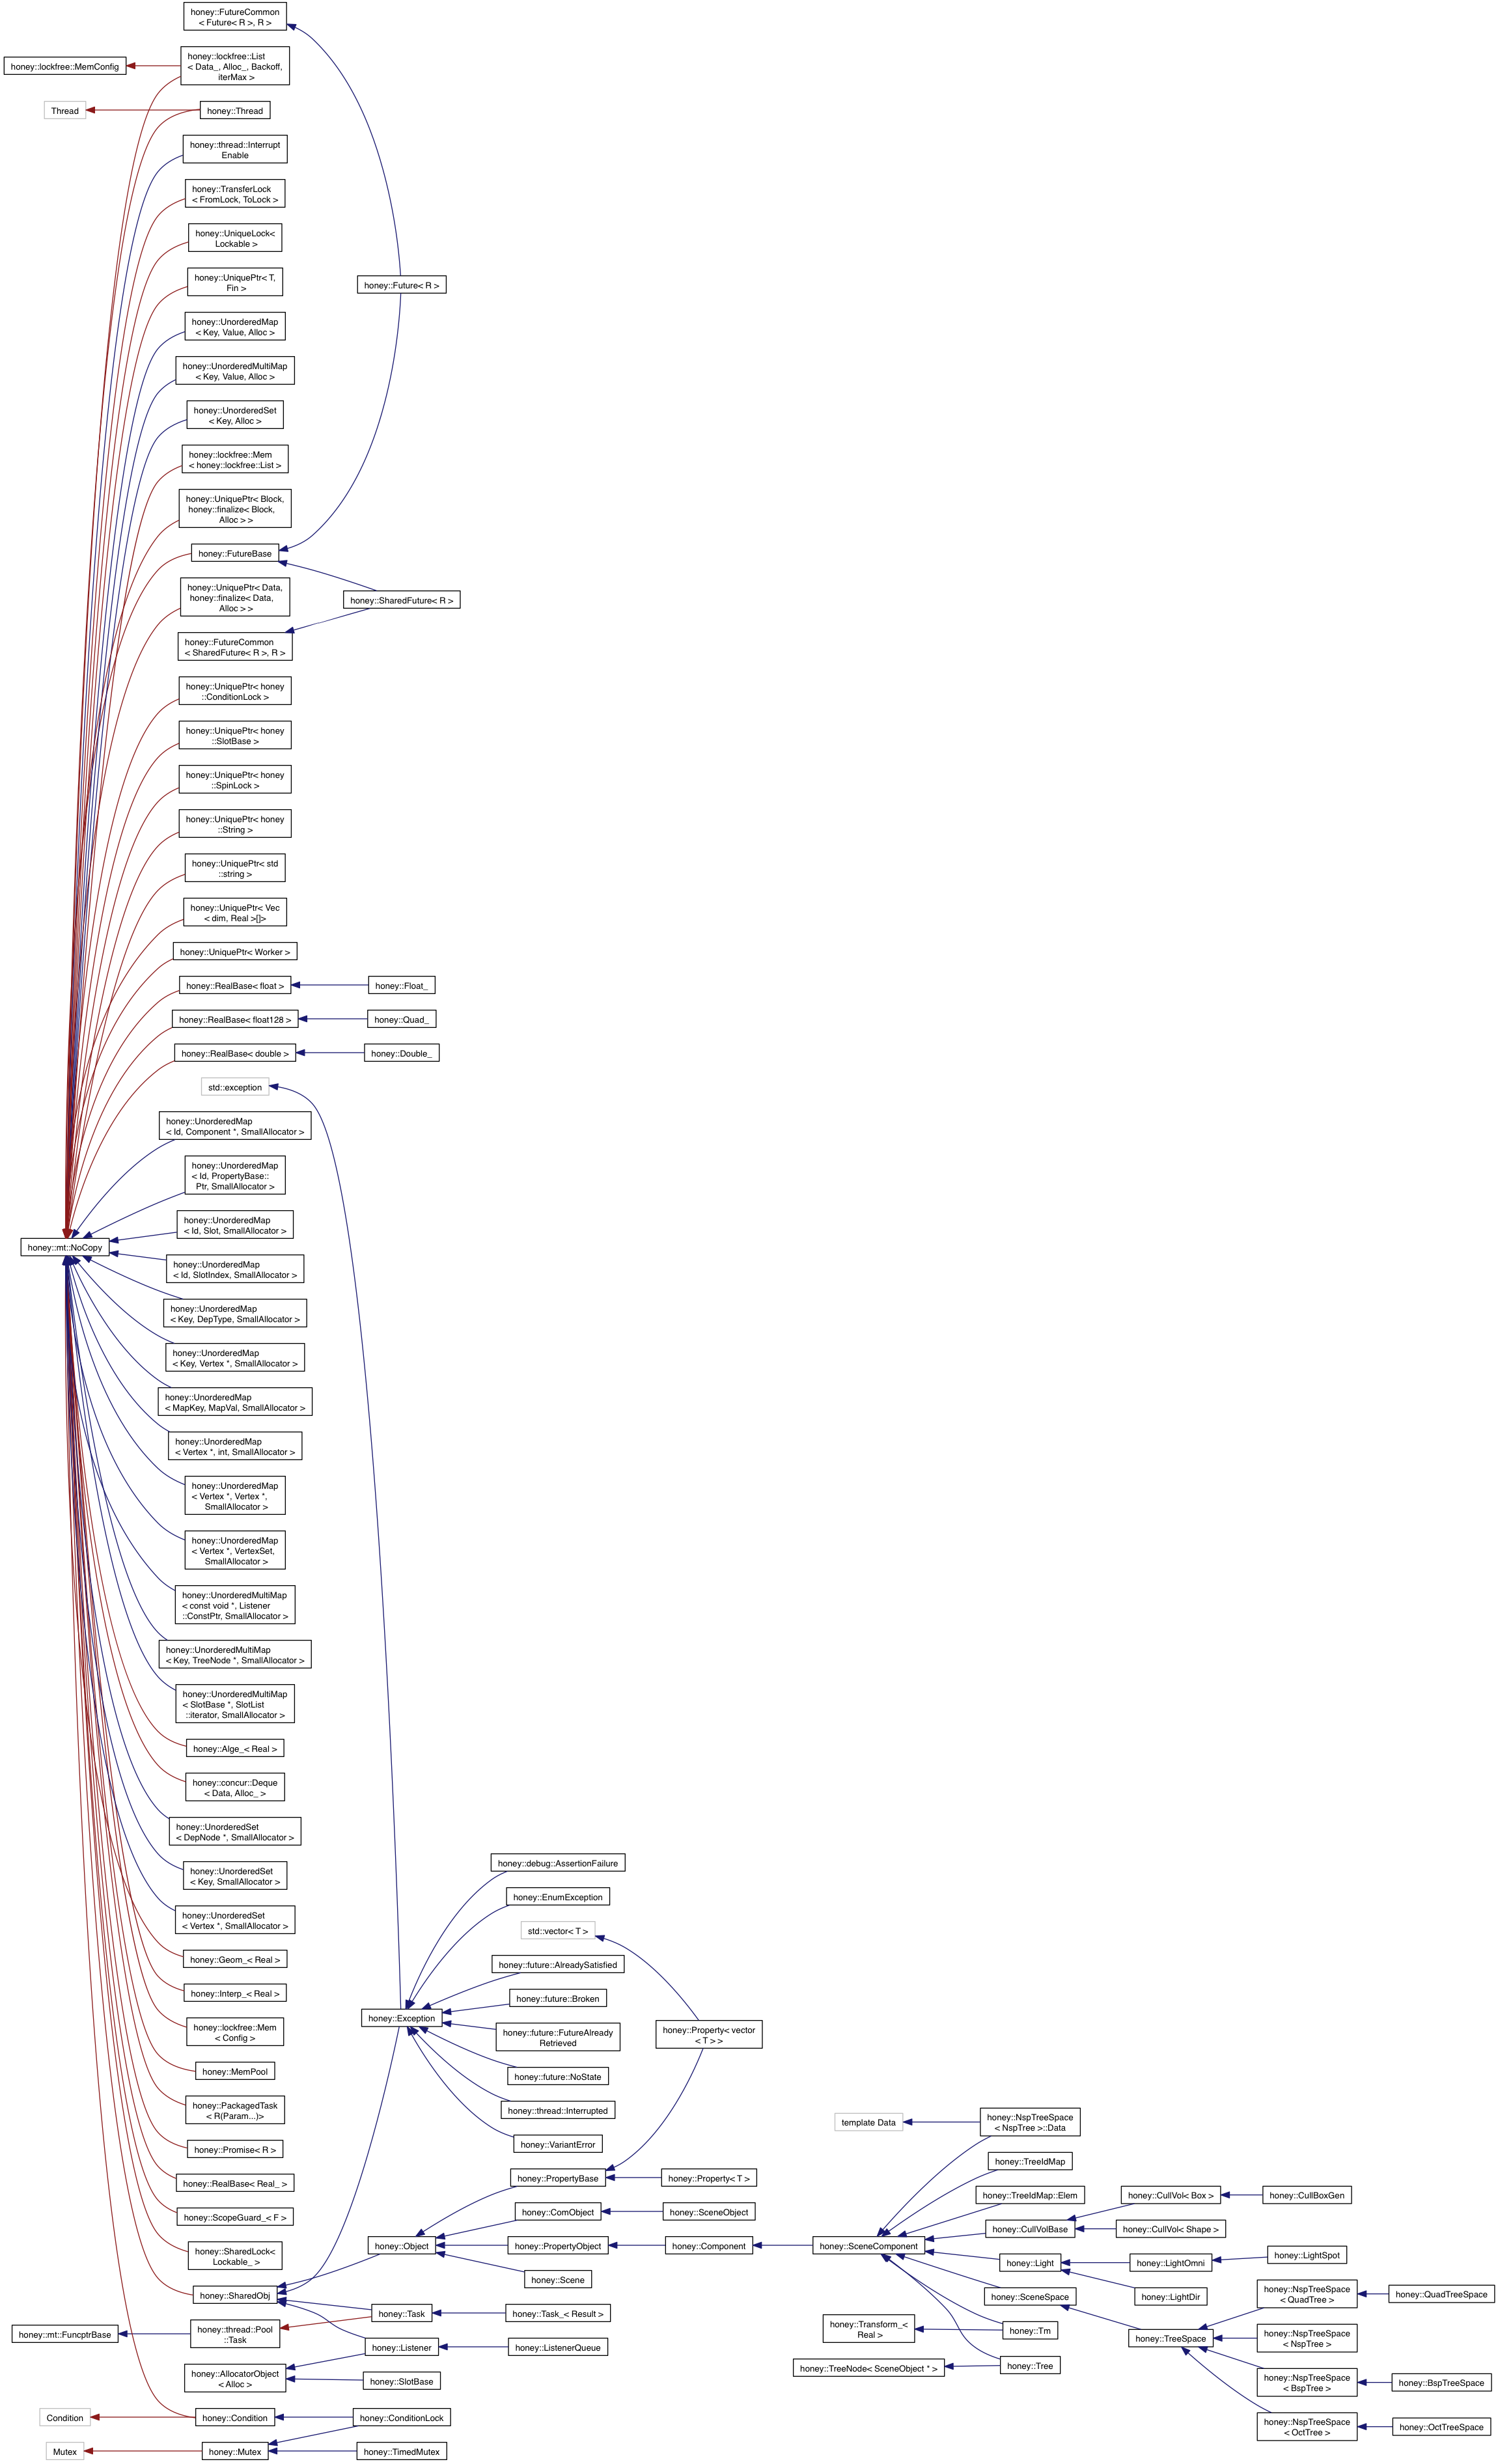 honey::FutureCommon
< Future< R >, R >
honey::lockfree::MemConfig
honey::lockfree::List
< Data_, Alloc_, Backoff,
iterMax >
Thread
honey::Thread
honey::thread::Interrupt
Enable
honey::TransferLock
< FromLock, ToLock >
honey::UniqueLock<
Lockable >
honey::UniquePtr< T,
Fin >
honey::Future< R >
honey::UnorderedMap
< Key, Value, Alloc >
honey::UnorderedMultiMap
< Key, Value, Alloc >
honey::UnorderedSet
< Key, Alloc >
honey::lockfree::Mem
< honey::lockfree::List >
honey::UniquePtr< Block,
honey::finalize< Block,
Alloc > >
honey::FutureBase
honey::UniquePtr< Data,
honey::finalize< Data,
Alloc > >
honey::SharedFuture< R >
honey::FutureCommon
< SharedFuture< R >, R >
honey::UniquePtr< honey
::ConditionLock >
honey::UniquePtr< honey
::SlotBase >
honey::UniquePtr< honey
::SpinLock >
honey::UniquePtr< honey
::String >
honey::UniquePtr< std
::string >
honey::UniquePtr< Vec
< dim, Real >[]>
honey::UniquePtr< Worker >
honey::RealBase< float >
honey::Float_
honey::RealBase< float128 >
honey::Quad_
honey::RealBase< double >
honey::Double_
std::exception
honey::UnorderedMap
< Id, Component *, SmallAllocator >
honey::UnorderedMap
< Id, PropertyBase::
Ptr, SmallAllocator >
honey::UnorderedMap
< Id, Slot, SmallAllocator >
honey::mt::NoCopy
honey::UnorderedMap
< Id, SlotIndex, SmallAllocator >
honey::UnorderedMap
< Key, DepType, SmallAllocator >
honey::UnorderedMap
< Key, Vertex *, SmallAllocator >
honey::UnorderedMap
< MapKey, MapVal, SmallAllocator >
honey::UnorderedMap
< Vertex *, int, SmallAllocator >
honey::UnorderedMap
< Vertex *, Vertex *,
SmallAllocator >
honey::UnorderedMap
< Vertex *, VertexSet,
SmallAllocator >
honey::UnorderedMultiMap
< const void *, Listener
::ConstPtr, SmallAllocator >
honey::UnorderedMultiMap
< Key, TreeNode *, SmallAllocator >
honey::UnorderedMultiMap
< SlotBase *, SlotList
::iterator, SmallAllocator >
honey::Alge_< Real >
honey::concur::Deque
< Data, Alloc_ >
honey::UnorderedSet
< DepNode *, SmallAllocator >
honey::UnorderedSet
< Key, SmallAllocator >
honey::UnorderedSet
< Vertex *, SmallAllocator >
honey::Geom_< Real >
honey::Interp_< Real >
honey::lockfree::Mem
< Config >
honey::MemPool
honey::PackagedTask
< R(Param...)>
honey::Promise< R >
honey::RealBase< Real_ >
honey::ScopeGuard_< F >
honey::SharedLock<
Lockable_ >
honey::SharedObj
honey::debug::AssertionFailure
honey::EnumException
std::vector< T >
honey::future::AlreadySatisfied
honey::future::Broken
honey::Exception
honey::future::FutureAlready
Retrieved
honey::Property< vector
< T > >
honey::future::NoState
honey::thread::Interrupted
honey::VariantError
honey::PropertyBase
honey::Property< T >
honey::ComObject
honey::SceneObject
honey::Object
honey::PropertyObject
honey::Component
honey::SceneComponent
honey::Scene
template Data
honey::NspTreeSpace
< NspTree >::Data
honey::TreeIdMap
honey::TreeIdMap::Elem
honey::CullVolBase
honey::CullVol< Box >
honey::CullBoxGen
honey::CullVol< Shape >
honey::Light
honey::LightOmni
honey::LightSpot
honey::LightDir
honey::SceneSpace
honey::NspTreeSpace
< QuadTree >
honey::QuadTreeSpace
honey::Transform_<
Real >
honey::Tm
honey::TreeSpace
honey::NspTreeSpace
< NspTree >
honey::TreeNode< SceneObject * >
honey::Tree
honey::NspTreeSpace
< BspTree >
honey::BspTreeSpace
honey::NspTreeSpace
< OctTree >
honey::OctTreeSpace
honey::Task
honey::Task_< Result >
honey::mt::FuncptrBase
honey::thread::Pool
::Task
honey::Listener
honey::ListenerQueue
honey::AllocatorObject
< Alloc >
honey::SlotBase
Condition
honey::Condition
honey::ConditionLock
Mutex
honey::Mutex
honey::TimedMutex